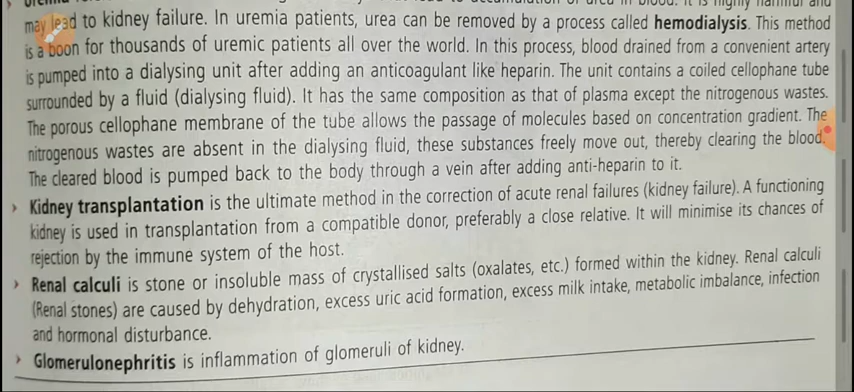 may lead to kidney failure. In uremia patients, urea can be removed by a process called hemodialysis. This method
is a boon for thousands of uremic patients all over the world. In this process, blood drained from a convenient artery
is pumped into a dialysing unit after adding an anticoagulant like heparin. The unit contains a coiled cellophane tube
surrounded by a fluid (dialysing fluid). It has the same composition as that of plasma except the nitrogenous wastes.
The porous cellophane membrane of the tube allows the passage of molecules based on concentration gradient. The
nitrogenous wastes are absent in the dialysing fluid, these substances freely move out, thereby clearing the blood.
The cleared blood is pumped back to the body through a vein after adding anti-heparin to it.
› Kidney transplantation is the ultimate method in the correction of acute renal failures (kidney failure). A functioning
kidney is used in transplantation from a compatible donor, preferably a close relative. It will minimise its chances of
rejection by the immune system of the host.
› Renal calculi is stone or insoluble mass of crystallised salts (oxalates, etc.) formed within the kidney. Renal calculi
(Renal stones) are caused by dehydration, excess uric acid formation, excess milk intake, metabolic imbalance, infection
and hormonal disturbance.
› Glomerulonephritis is inflammation of glomeruli of kidney.